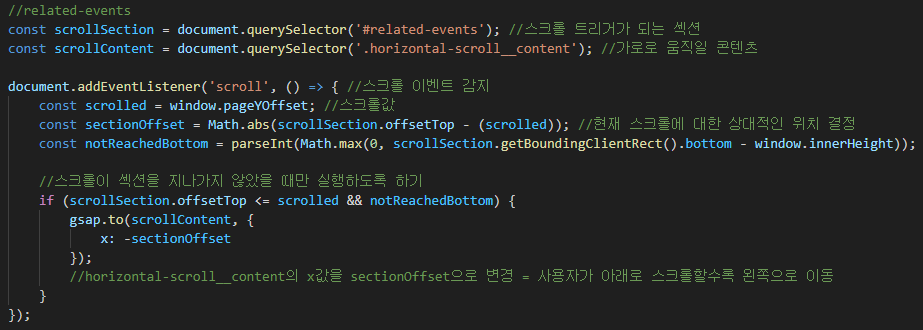 //related-events
const scrollSection = document.querySelector('#related-events'); //스크롤 트리거가 되는 섹션
const scrollContent = document.querySelector('.horizontal-scroll__content'); //가로로 움직일 콘텐츠
document.addEventListener('scroll', () => { //스크롤 이벤트 감지
const scrolled = window.pageYOffset; //스크롤값
const sectionOffset = Math.abs(scrollSection.offsetTop - (scrolled)); //현재 스크롤에 대한 상대적인 위치 결정
const notReachedBottom = parseInt(Math.max(0, scrollSection.getBoundingClientRect().bottom - window.innerHeight));
//스크롤이 섹션을 지나가지 않았을 때만 실행하도록 하기
if (scrollSection.offsetTop <= scrolled && notReachedBottom) {
gsap.to(scrollContent, {
x: -sectionOffset
});
//horizontal-scroll__content의 x값을 sectionOffset으로 변경 = 사용자가 아래로 스크롤할수록 왼쪽으로 이동
}
});